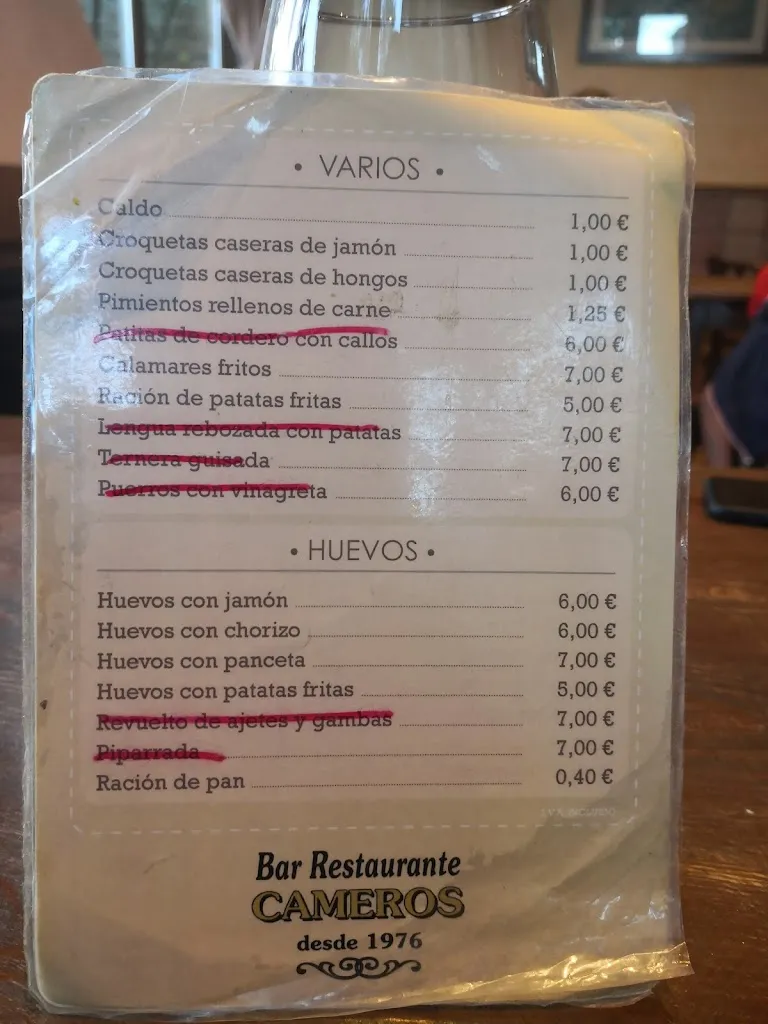 • VARIOS •
Caldo 1,00 €
Croquetas caseras de jamón 1,00 €
Croquetas caseras de hongos 1,00 €
Pimientos rellenos de carne 1,25 €
Patitas de cordero con callos 6,00 €
Calamares fritos 7,00 €
Ración de patatas fritas 5,00 €
Lengua rebozada con patatas 7,00 €
Ternera guisada 7,00 €
Puerros con vinagreta 6,00 €
• HUEVOS •
Huevos con jamón 6,00 €
Huevos con chorizo 6,00 €
Huevos con panceta 7,00 €
Huevos con patatas fritas 5,00 €
Revuelto de ajetes y gambas 7,00 €
Piparrada 7,00 €
Ración de pan 0,40 €
I.V.A. INCLUIDO
Bar Restaurante
CAMEROS
desde 1976